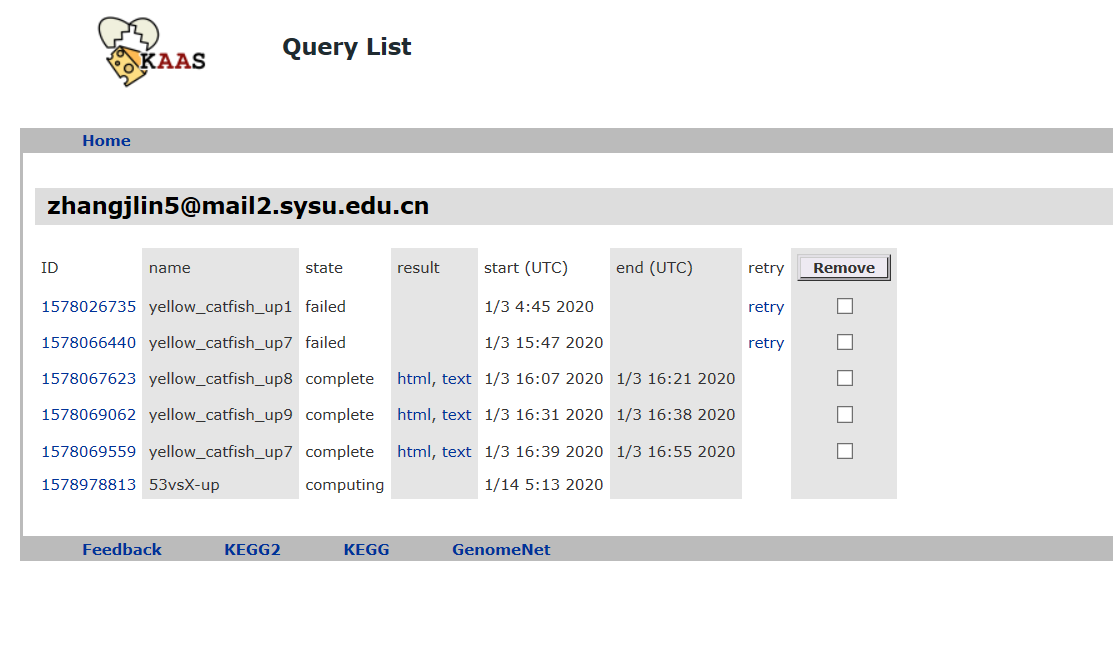 KAAS
Query List
Home
zhangjlin5@mail2.sysu.edu.cn
ID name state result start (UTC) end (UTC) retry Remove
1578026735 yellow_catfish_up1 failed 1/3 4:45 2020 retry
1578066440 yellow_catfish_up7 failed 1/3 15:47 2020 retry
1578067623 yellow_catfish_up8 complete html, text 1/3 16:07 2020 1/3 16:21 2020
1578069062 yellow_catfish_up9 complete html, text 1/3 16:31 2020 1/3 16:38 2020
1578069559 yellow_catfish_up7 complete html, text 1/3 16:39 2020 1/3 16:55 2020
1578978813 53vsX-up computing 1/14 5:13 2020
Feedback KEGG2 KEGG GenomeNet